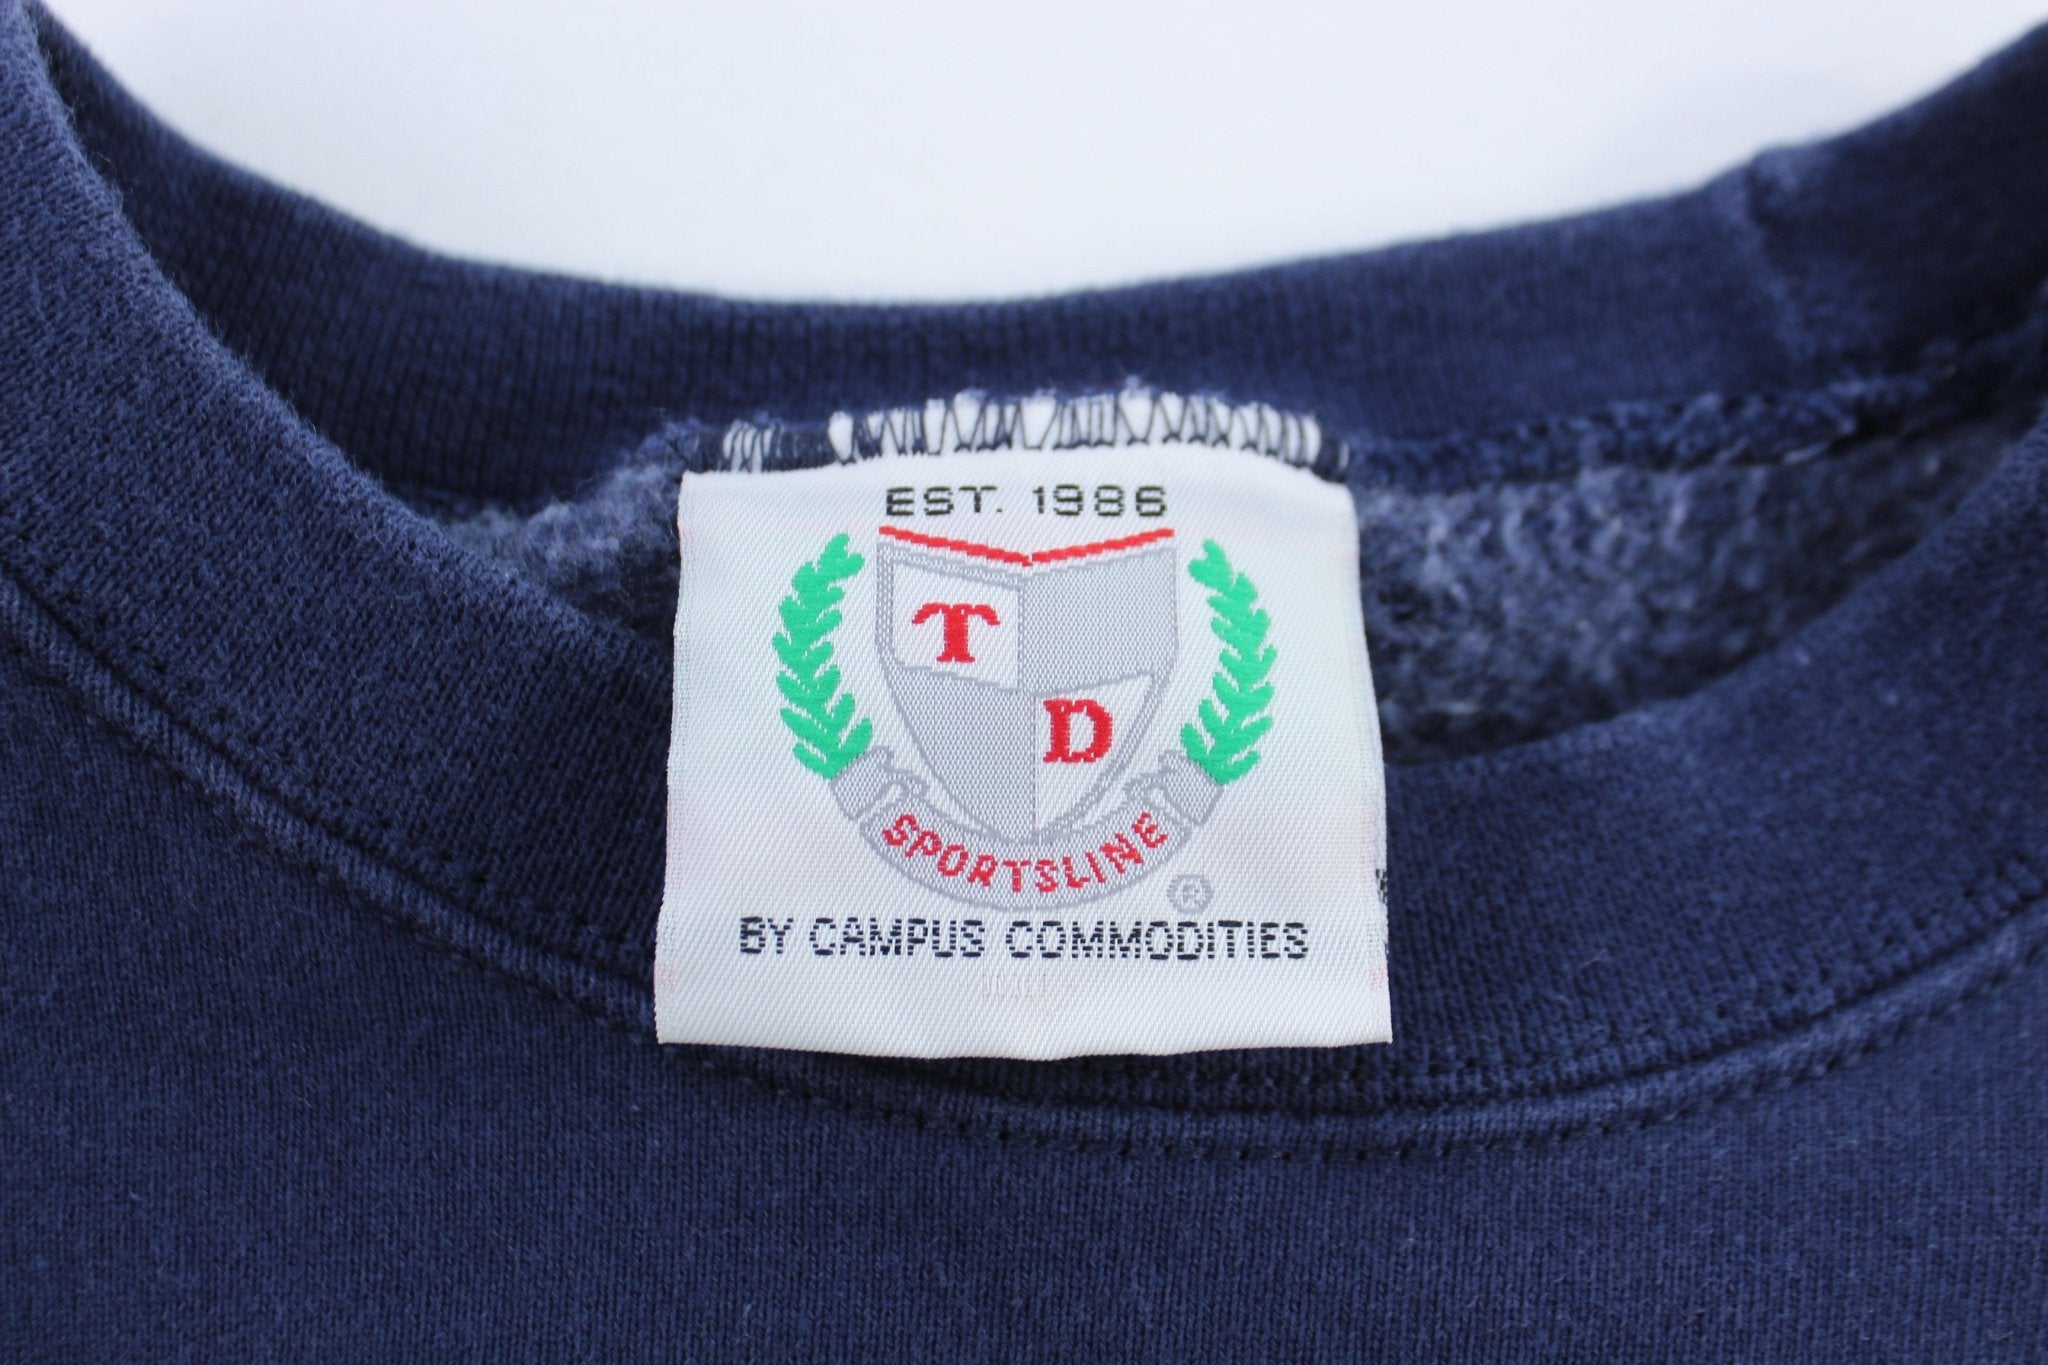 EST. 1986
T
D
SPORTSLINE
®
BY CAMPUS COMMODITIES